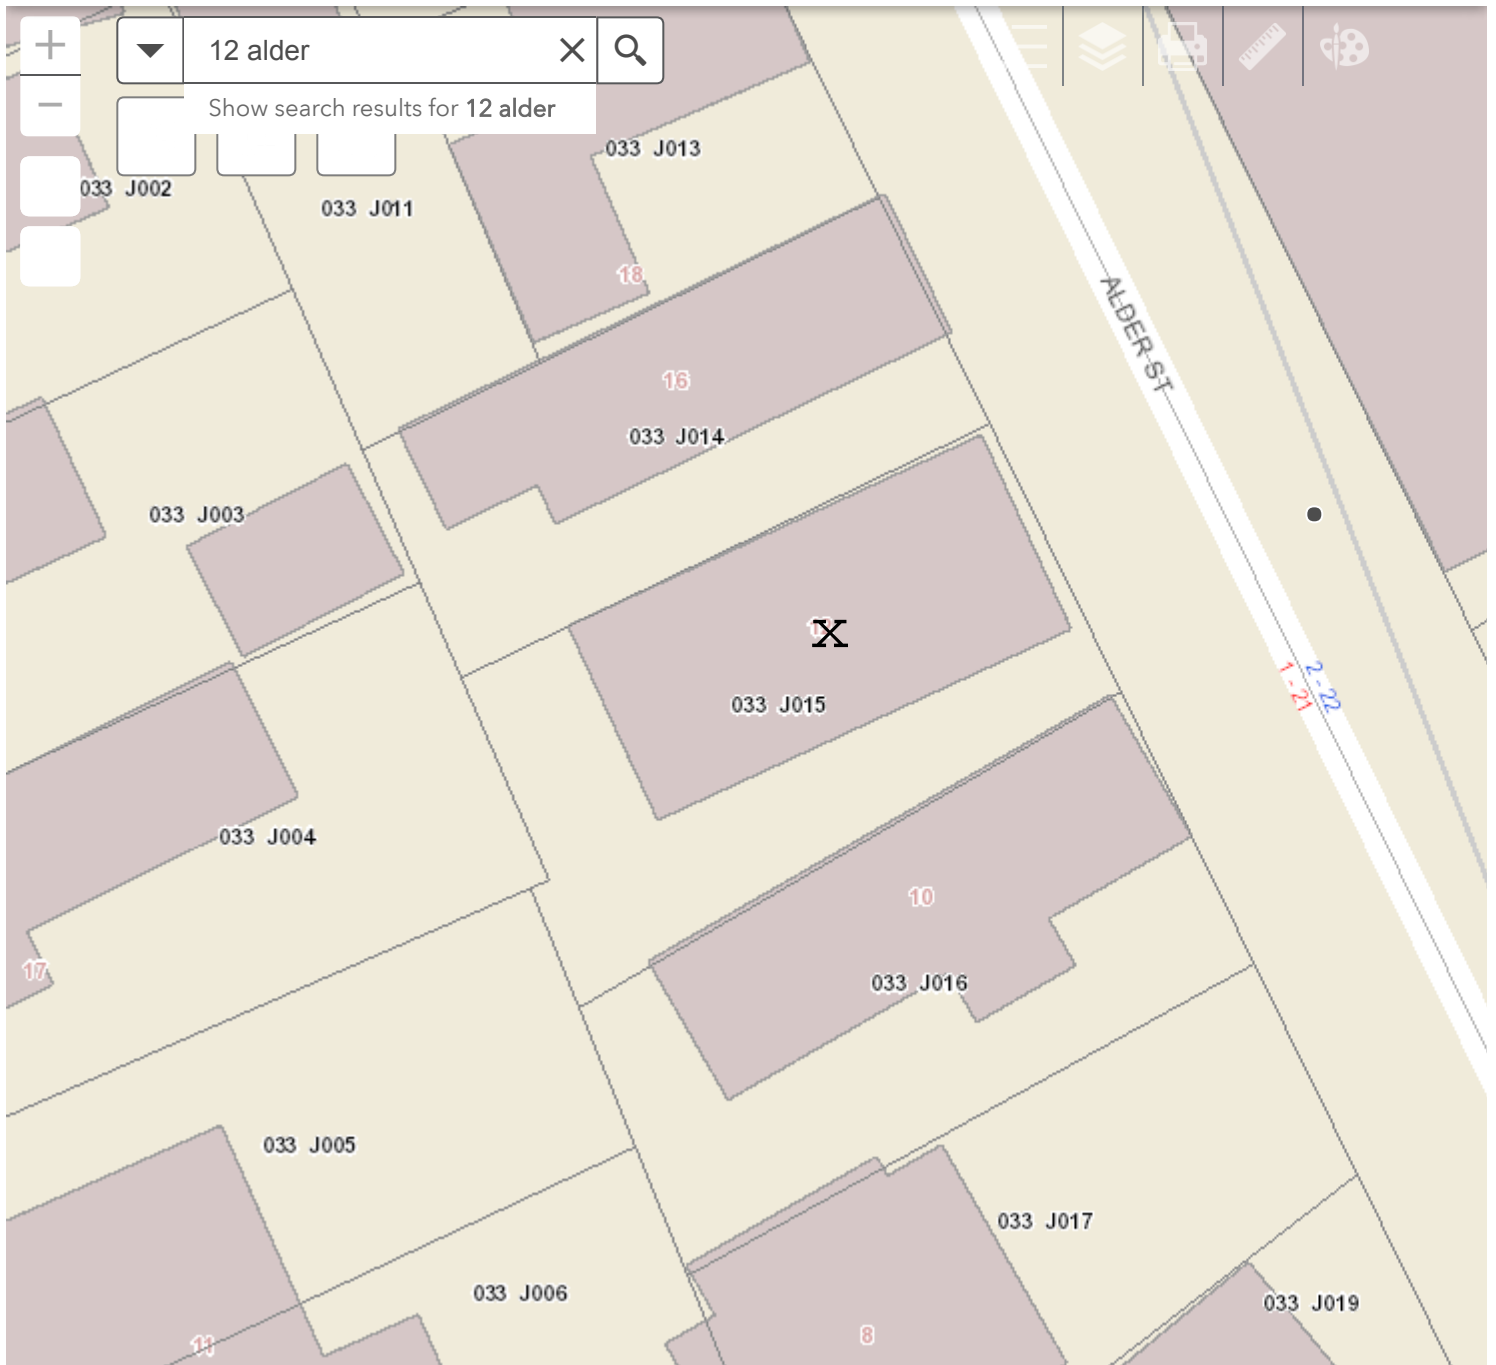 12 alder
Show search results for 12 alder
033 J013
033 J002
033 J011
18
ALDER ST
16
033 J014
033 J003
X
2 - 22
1 - 21
033 J015
033 J004
10
17
033 J016
033 J005
033 J017
033 J006
033 J019
11
8